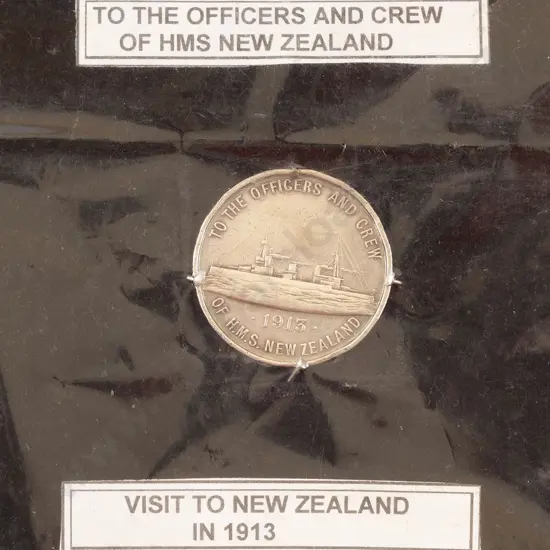 TO THE OFFICERS AND CREW
OF HMS NEW ZEALAND
TO THE OFFICERS AND CREW
· 1913 ·
OF H.M.S. NEW ZEALAND
VISIT TO NEW ZEALAND
IN 1913